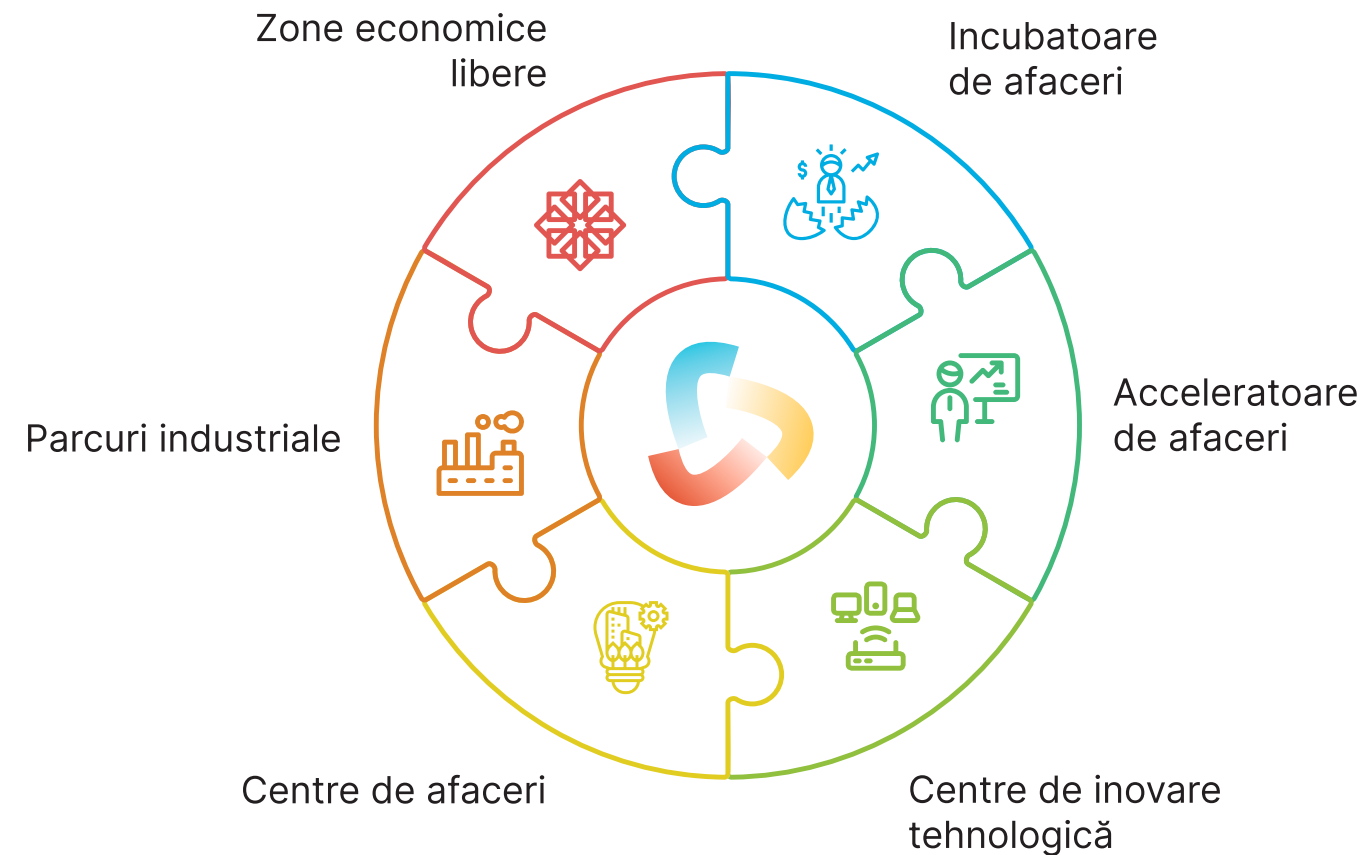 Zone economice
libere
Incubatoare
de afaceri
Acceleratoare
de afaceri
Parcuri industriale
$
Centre de afaceri
Centre de inovare
tehnologică